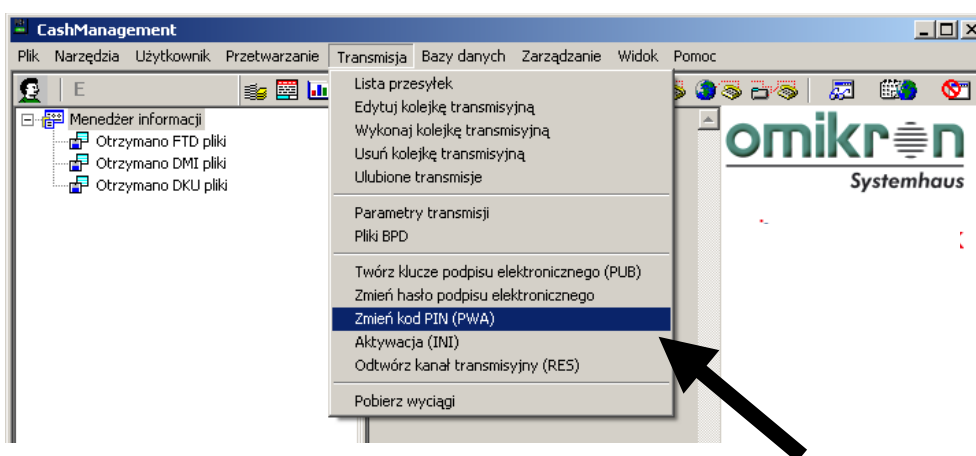 CashManagement
Plik Narzędzia Użytkownik Przetwarzanie Transmisja Bazy danych Zarządzanie Widok Pomoc
E
Menedżer informacji
Otrzymano FTD pliki
Otrzymano DMI pliki
Otrzymano DKU pliki
Lista przesyłek
Edytuj kolejkę transmisyjną
Wykonaj kolejkę transmisyjną
Usuń kolejkę transmisyjną
Ulubione transmisje
Parametry transmisji
Pliki BPD
Twórz klucze podpisu elektronicznego (PUB)
Zmień hasło podpisu elektronicznego
Zmień kod PIN (PWA)
Aktywacja (INI)
Odtwórz kanał transmisyjny (RES)
Pobierz wyciągi
omikron
Systemhaus